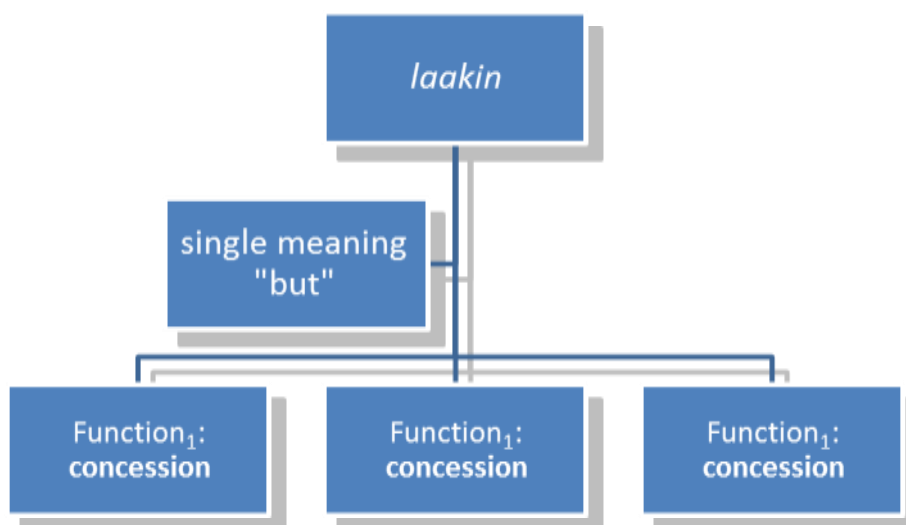 laakin
single meaning
"but"
Function₁:
concession
Function₁:
concession
Function₁:
concession